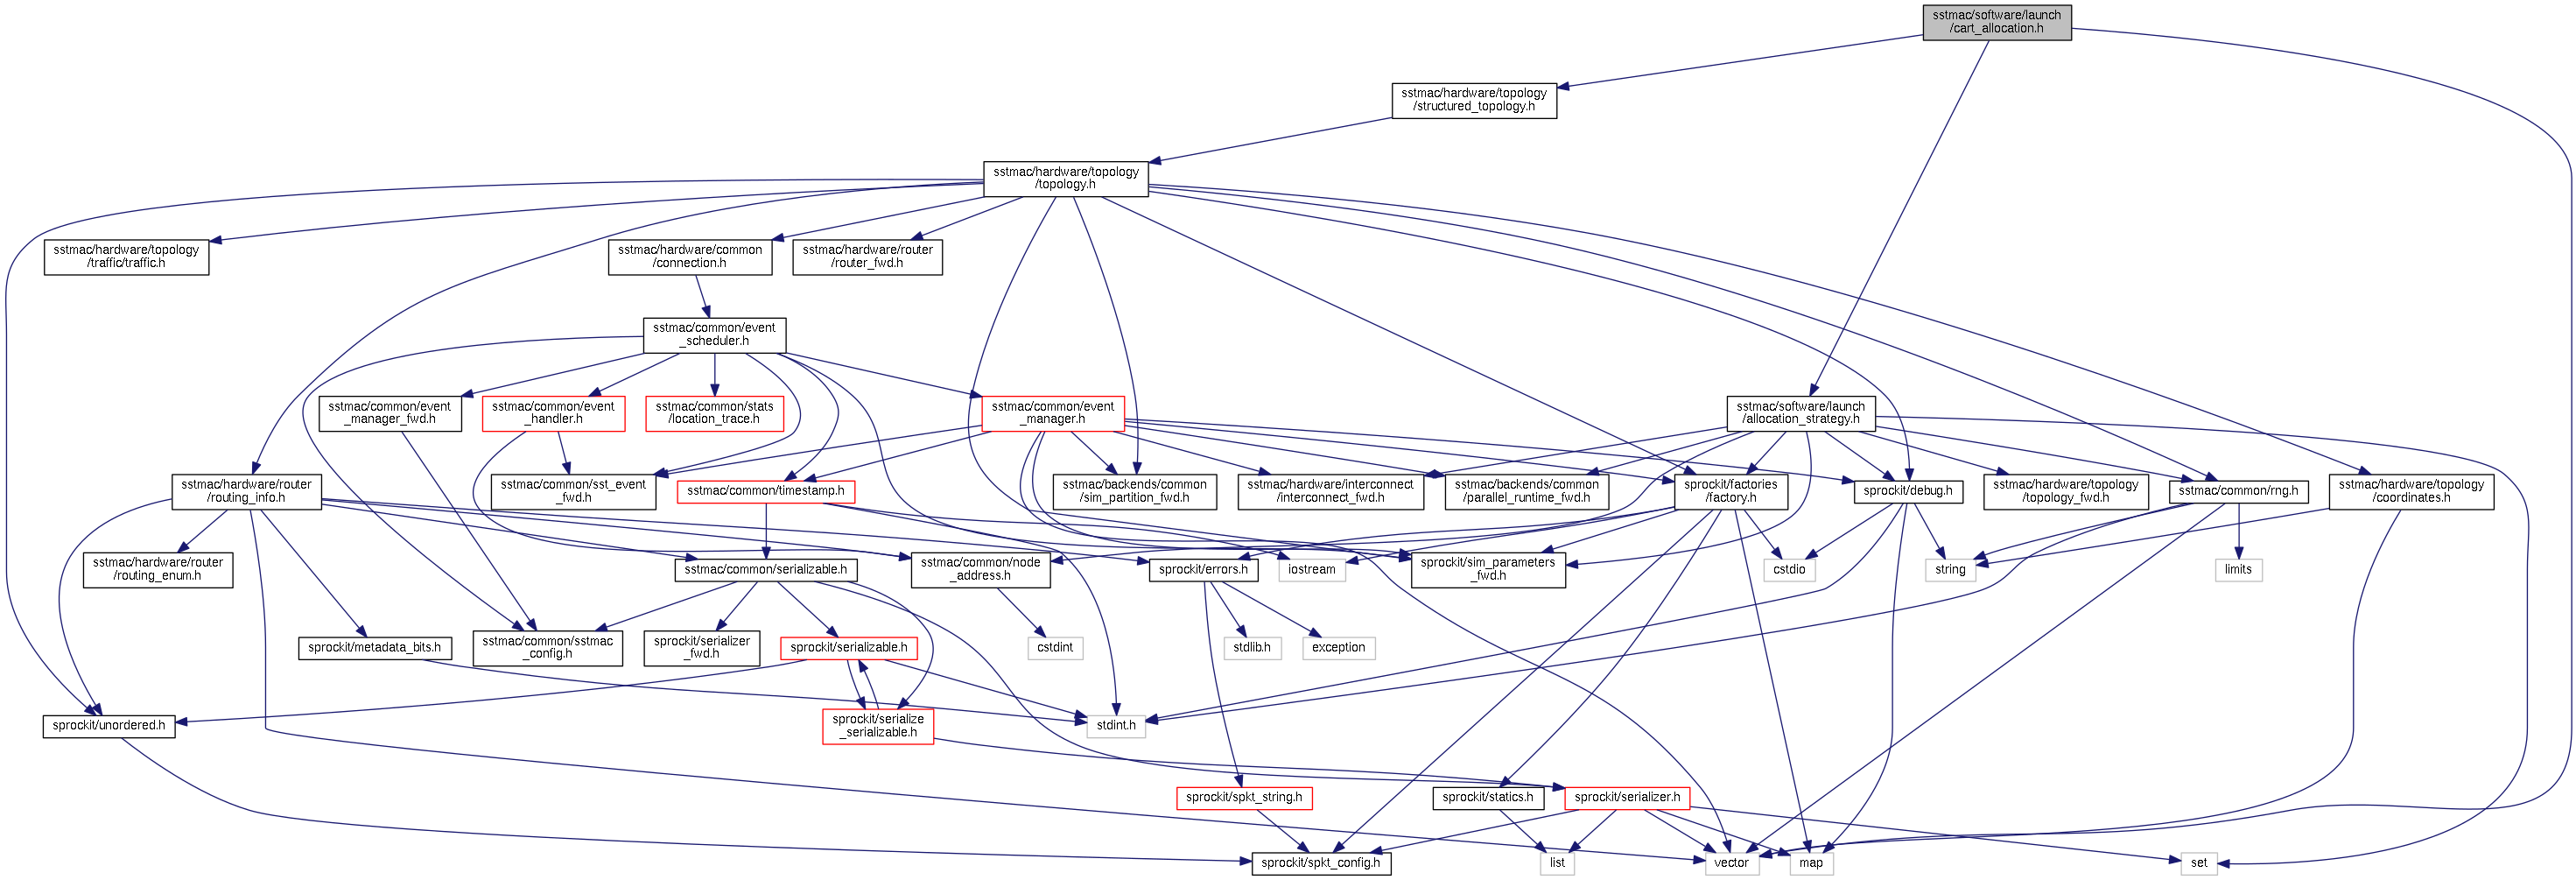 sstmac/software/launch
/cart_allocation.h
sstmac/hardware/topology
/structured_topology.h
sstmac/hardware/topology
/topology.h
sstmac/hardware/topology
/traffic/traffic.h
sstmac/hardware/common
/connection.h
sstmac/hardware/router
/router_fwd.h
sstmac/common/event
_scheduler.h
sstmac/common/event
_manager_fwd.h
sstmac/common/event
_handler.h
sstmac/common/stats
/location_trace.h
sstmac/common/event
_manager.h
sstmac/software/launch
/allocation_strategy.h
sstmac/hardware/router
/routing_info.h
sstmac/common/sst_event
_fwd.h
sstmac/common/timestamp.h
sstmac/backends/common
/sim_partition_fwd.h
sstmac/hardware/interconnect
/interconnect_fwd.h
sstmac/backends/common
/parallel_runtime_fwd.h
sprockit/factories
/factory.h
sprockit/debug.h
sstmac/hardware/topology
/topology_fwd.h
sstmac/common/rng.h
sstmac/hardware/topology
/coordinates.h
sstmac/hardware/router
/routing_enum.h
sstmac/common/serializable.h
sstmac/common/node
_address.h
sprockit/errors.h
iostream
sprockit/sim_parameters
_fwd.h
cstdio
string
limits
sprockit/metadata_bits.h
sstmac/common/sstmac
_config.h
sprockit/serializer
_fwd.h
sprockit/serializable.h
cstdint
stdlib.h
exception
sprockit/unordered.h
sprockit/serialize
_serializable.h
stdint.h
sprockit/spkt_string.h
sprockit/statics.h
sprockit/serializer.h
sprockit/spkt_config.h
list
vector
map
set